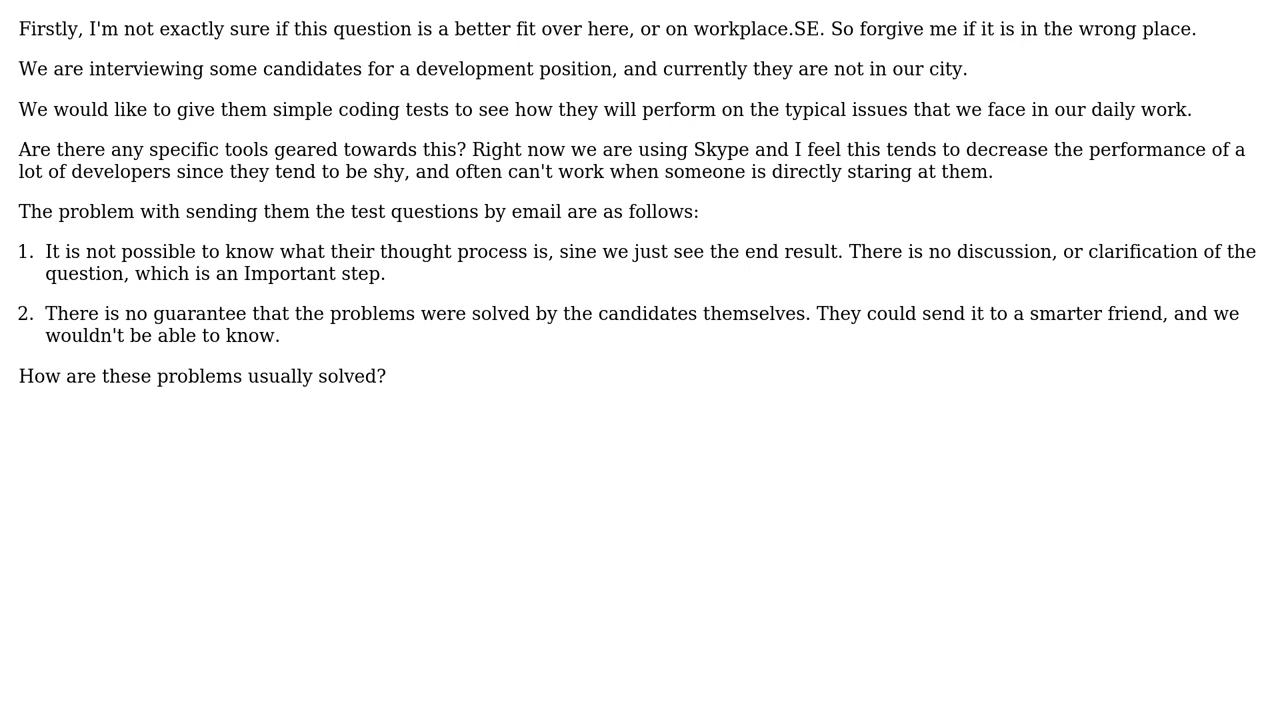 Firstly, I'm not exactly sure if this question is a better fit over here, or on workplace.SE. So forgive me if it is in the wrong place.
We are interviewing some candidates for a development position, and currently they are not in our city.
We would like to give them simple coding tests to see how they will perform on the typical issues that we face in our daily work.
Are there any specific tools geared towards this? Right now we are using Skype and I feel this tends to decrease the performance of a
lot of developers since they tend to be shy, and often can't work when someone is directly staring at them.
The problem with sending them the test questions by email are as follows:
1. It is not possible to know what their thought process is, sine we just see the end result. There is no discussion, or clarification of the
question, which is an Important step.
2. There is no guarantee that the problems were solved by the candidates themselves. They could send it to a smarter friend, and we
wouldn't be able to know.
How are these problems usually solved?